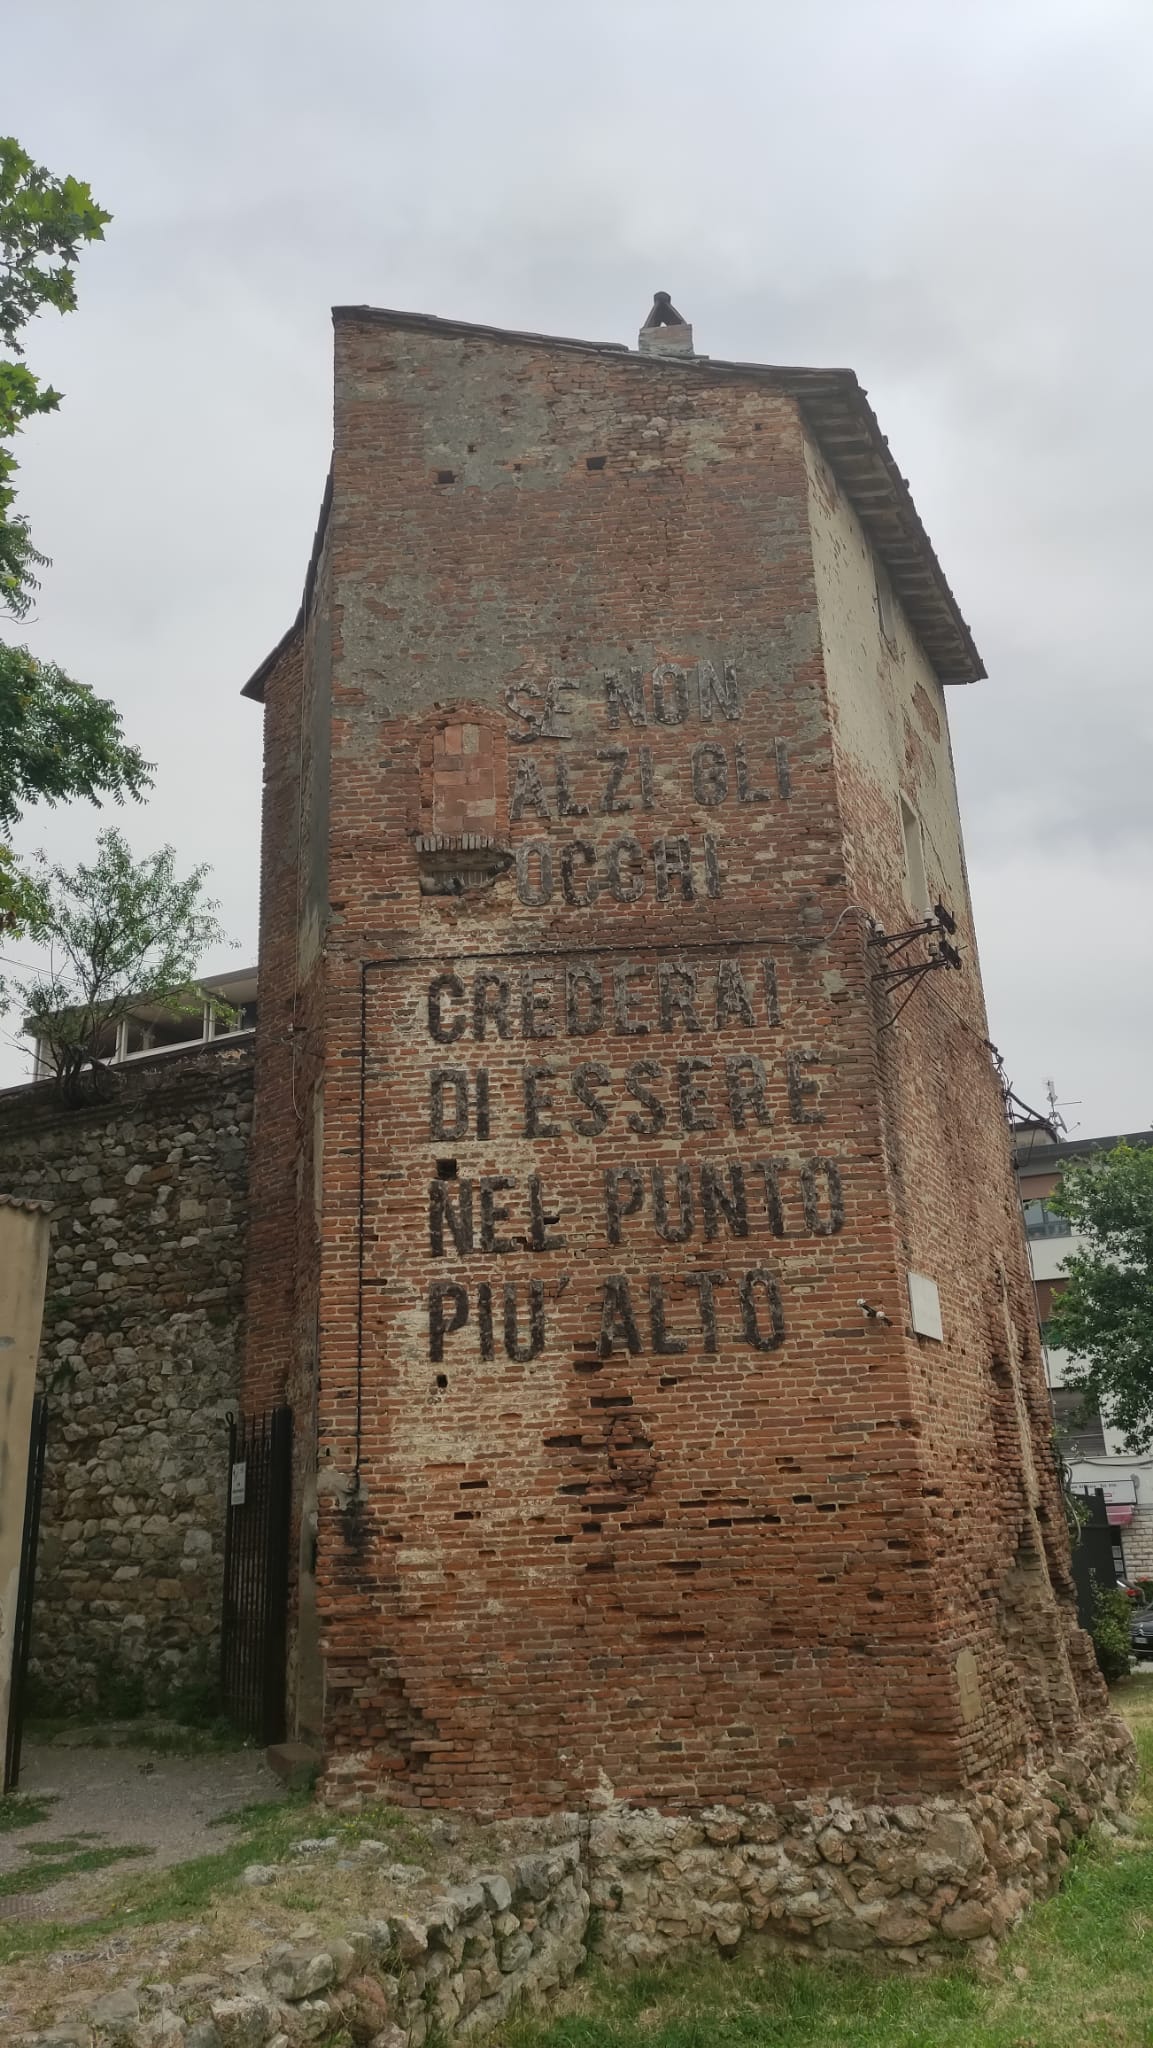 SE NON
ALZI GLI
OCCHI
CREDERAI
DI ESSERE
NEL PUNTO
PIU' ALTO